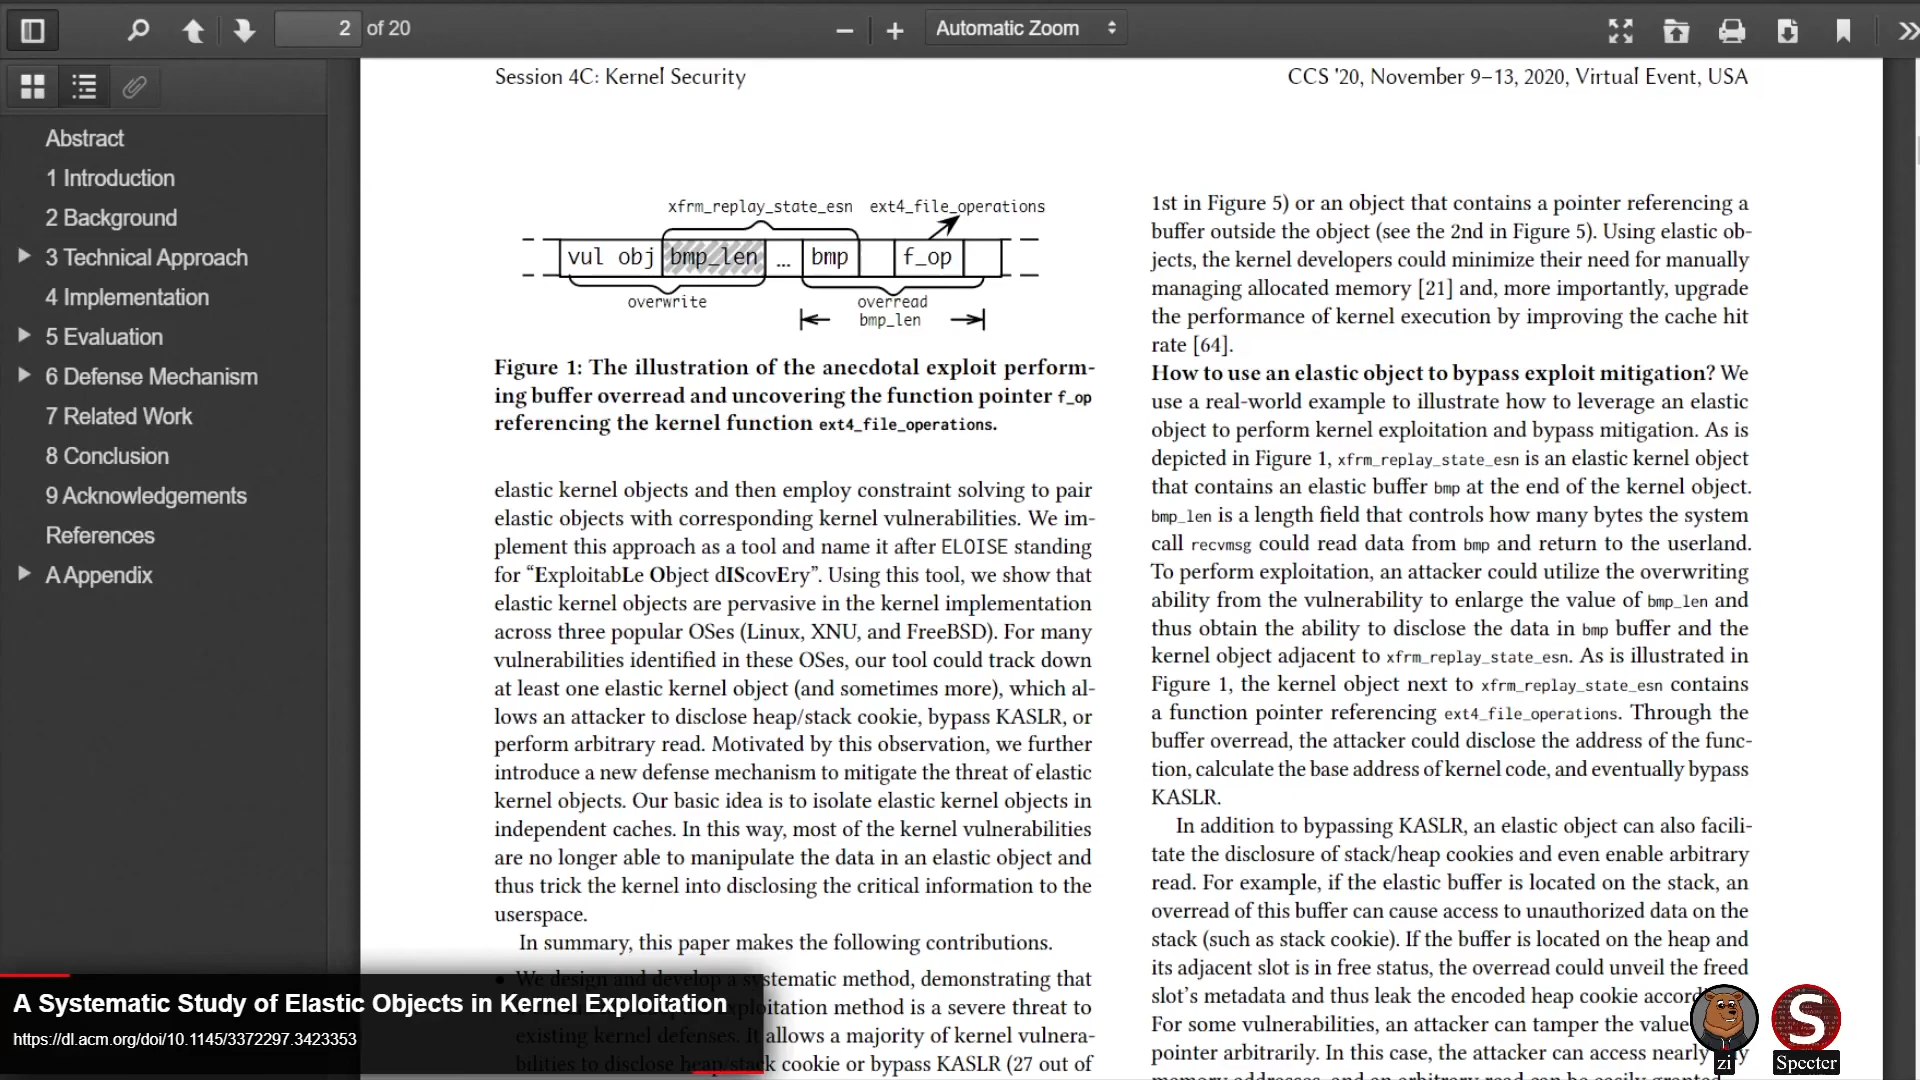 2 of 20
Automatic Zoom
Abstract
1 Introduction
2 Background
3 Technical Approach
4 Implementation
5 Evaluation
6 Defense Mechanism
7 Related Work
8 Conclusion
9 Acknowledgements
References
A Appendix
Session 4C: Kernel Security
CCS '20, November 9–13, 2020, Virtual Event, USA
xfrm_replay_state_esn ext4_file_operations
vul obj bmp_len ... bmp f_op
overwrite overread
bmp_len
Figure 1: The illustration of the anecdotal exploit perform-
ing buffer overread and uncovering the function pointer f_op
referencing the kernel function ext4_file_operations.
elastic kernel objects and then employ constraint solving to pair
elastic objects with corresponding kernel vulnerabilities. We im-
plement this approach as a tool and name it after ELOISE standing
for “ExploitabLe Object dIScovEry”. Using this tool, we show that
elastic kernel objects are pervasive in the kernel implementation
across three popular OSes (Linux, XNU, and FreeBSD). For many
vulnerabilities identified in these OSes, our tool could track down
at least one elastic kernel object (and sometimes more), which al-
lows an attacker to disclose heap/stack cookie, bypass KASLR, or
perform arbitrary read. Motivated by this observation, we further
introduce a new defense mechanism to mitigate the threat of elastic
kernel objects. Our basic idea is to isolate elastic kernel objects in
independent caches. In this way, most of the kernel vulnerabilities
are no longer able to manipulate the data in an elastic object and
thus trick the kernel into disclosing the critical information to the
userspace.
In summary, this paper makes the following contributions.
• We design and develop a systematic method, demonstrating that
exploitation method is a severe threat to
existing kernel defenses. It allows a majority of kernel vulnera-
bilities to disclose heap/stack cookie or bypass KASLR (27 out of
1st in Figure 5) or an object that contains a pointer referencing a
buffer outside the object (see the 2nd in Figure 5). Using elastic ob-
jects, the kernel developers could minimize their need for manually
managing allocated memory [21] and, more importantly, upgrade
the performance of kernel execution by improving the cache hit
rate [64].
How to use an elastic object to bypass exploit mitigation? We
use a real-world example to illustrate how to leverage an elastic
object to perform kernel exploitation and bypass mitigation. As is
depicted in Figure 1, xfrm_replay_state_esn is an elastic kernel object
that contains an elastic buffer bmp at the end of the kernel object.
bmp_len is a length field that controls how many bytes the system
call recvmsg could read data from bmp and return to the userland.
To perform exploitation, an attacker could utilize the overwriting
ability from the vulnerability to enlarge the value of bmp_len and
thus obtain the ability to disclose the data in bmp buffer and the
kernel object adjacent to xfrm_replay_state_esn. As is illustrated in
Figure 1, the kernel object next to xfrm_replay_state_esn contains
a function pointer referencing ext4_file_operations. Through the
buffer overread, the attacker could disclose the address of the func-
tion, calculate the base address of kernel code, and eventually bypass
KASLR.
In addition to bypassing KASLR, an elastic object can also facili-
tate the disclosure of stack/heap cookies and even enable arbitrary
read. For example, if the elastic buffer is located on the stack, an
overread of this buffer can cause access to unauthorized data on the
stack (such as stack cookie). If the buffer is located on the heap and
its adjacent slot is in free status, the overread could unveil the freed
slot's metadata and thus leak the encoded heap cookie
For some vulnerabilities, an attacker can tamper the value
pointer arbitrarily. In this case, the attacker can access nearly
A Systematic Study of Elastic Objects in Kernel Exploitation
https://dl.acm.org/doi/10.1145/3372297.3423353
zi
S
Specter